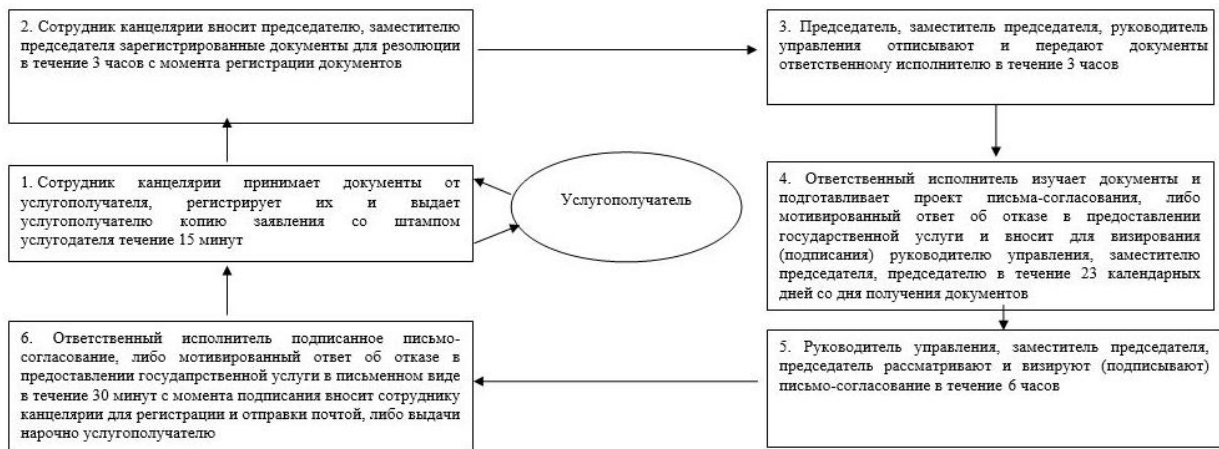 2. Сотрудник канцелярии вносит председателю, заместителю
председателя зарегистрированные документы для резолюции
в течение 3 часов с момента регистрации документов
3. Председатель, заместитель председателя, руководитель
управления отписывают и передают документы
ответственному исполнителю в течение 3 часов
1. Сотрудник канцелярии принимает документы от
услугополучателя, регистрирует их и выдает
услугополучателю копию заявления со штампом
услугодателя течение 15 минут
Услугополучатель
4. Ответственный исполнитель изучает документы и
подготавливает проект письма-согласования, либо
мотивированный ответ об отказе в предоставлении
государственной услуги и вносит для визирования
(подписания) руководителю управления, заместителю
председателя, председателю в течение 23 календарных
дней со дня получения документов
6. Ответственный исполнитель подписанное письмо-
согласование, либо мотивированный ответ об отказе в
предоставлении государпственной услуги в письменном виде
в течение 30 минут с момента подписания вносит сотруднику
канцелярии для регистрации и отправки почтой, либо выдачи
нарочно услугополучателю
5. Руководитель управления, заместитель председателя,
председатель рассматривают и визируют (подписывают)
письмо-согласование в течение 6 часов